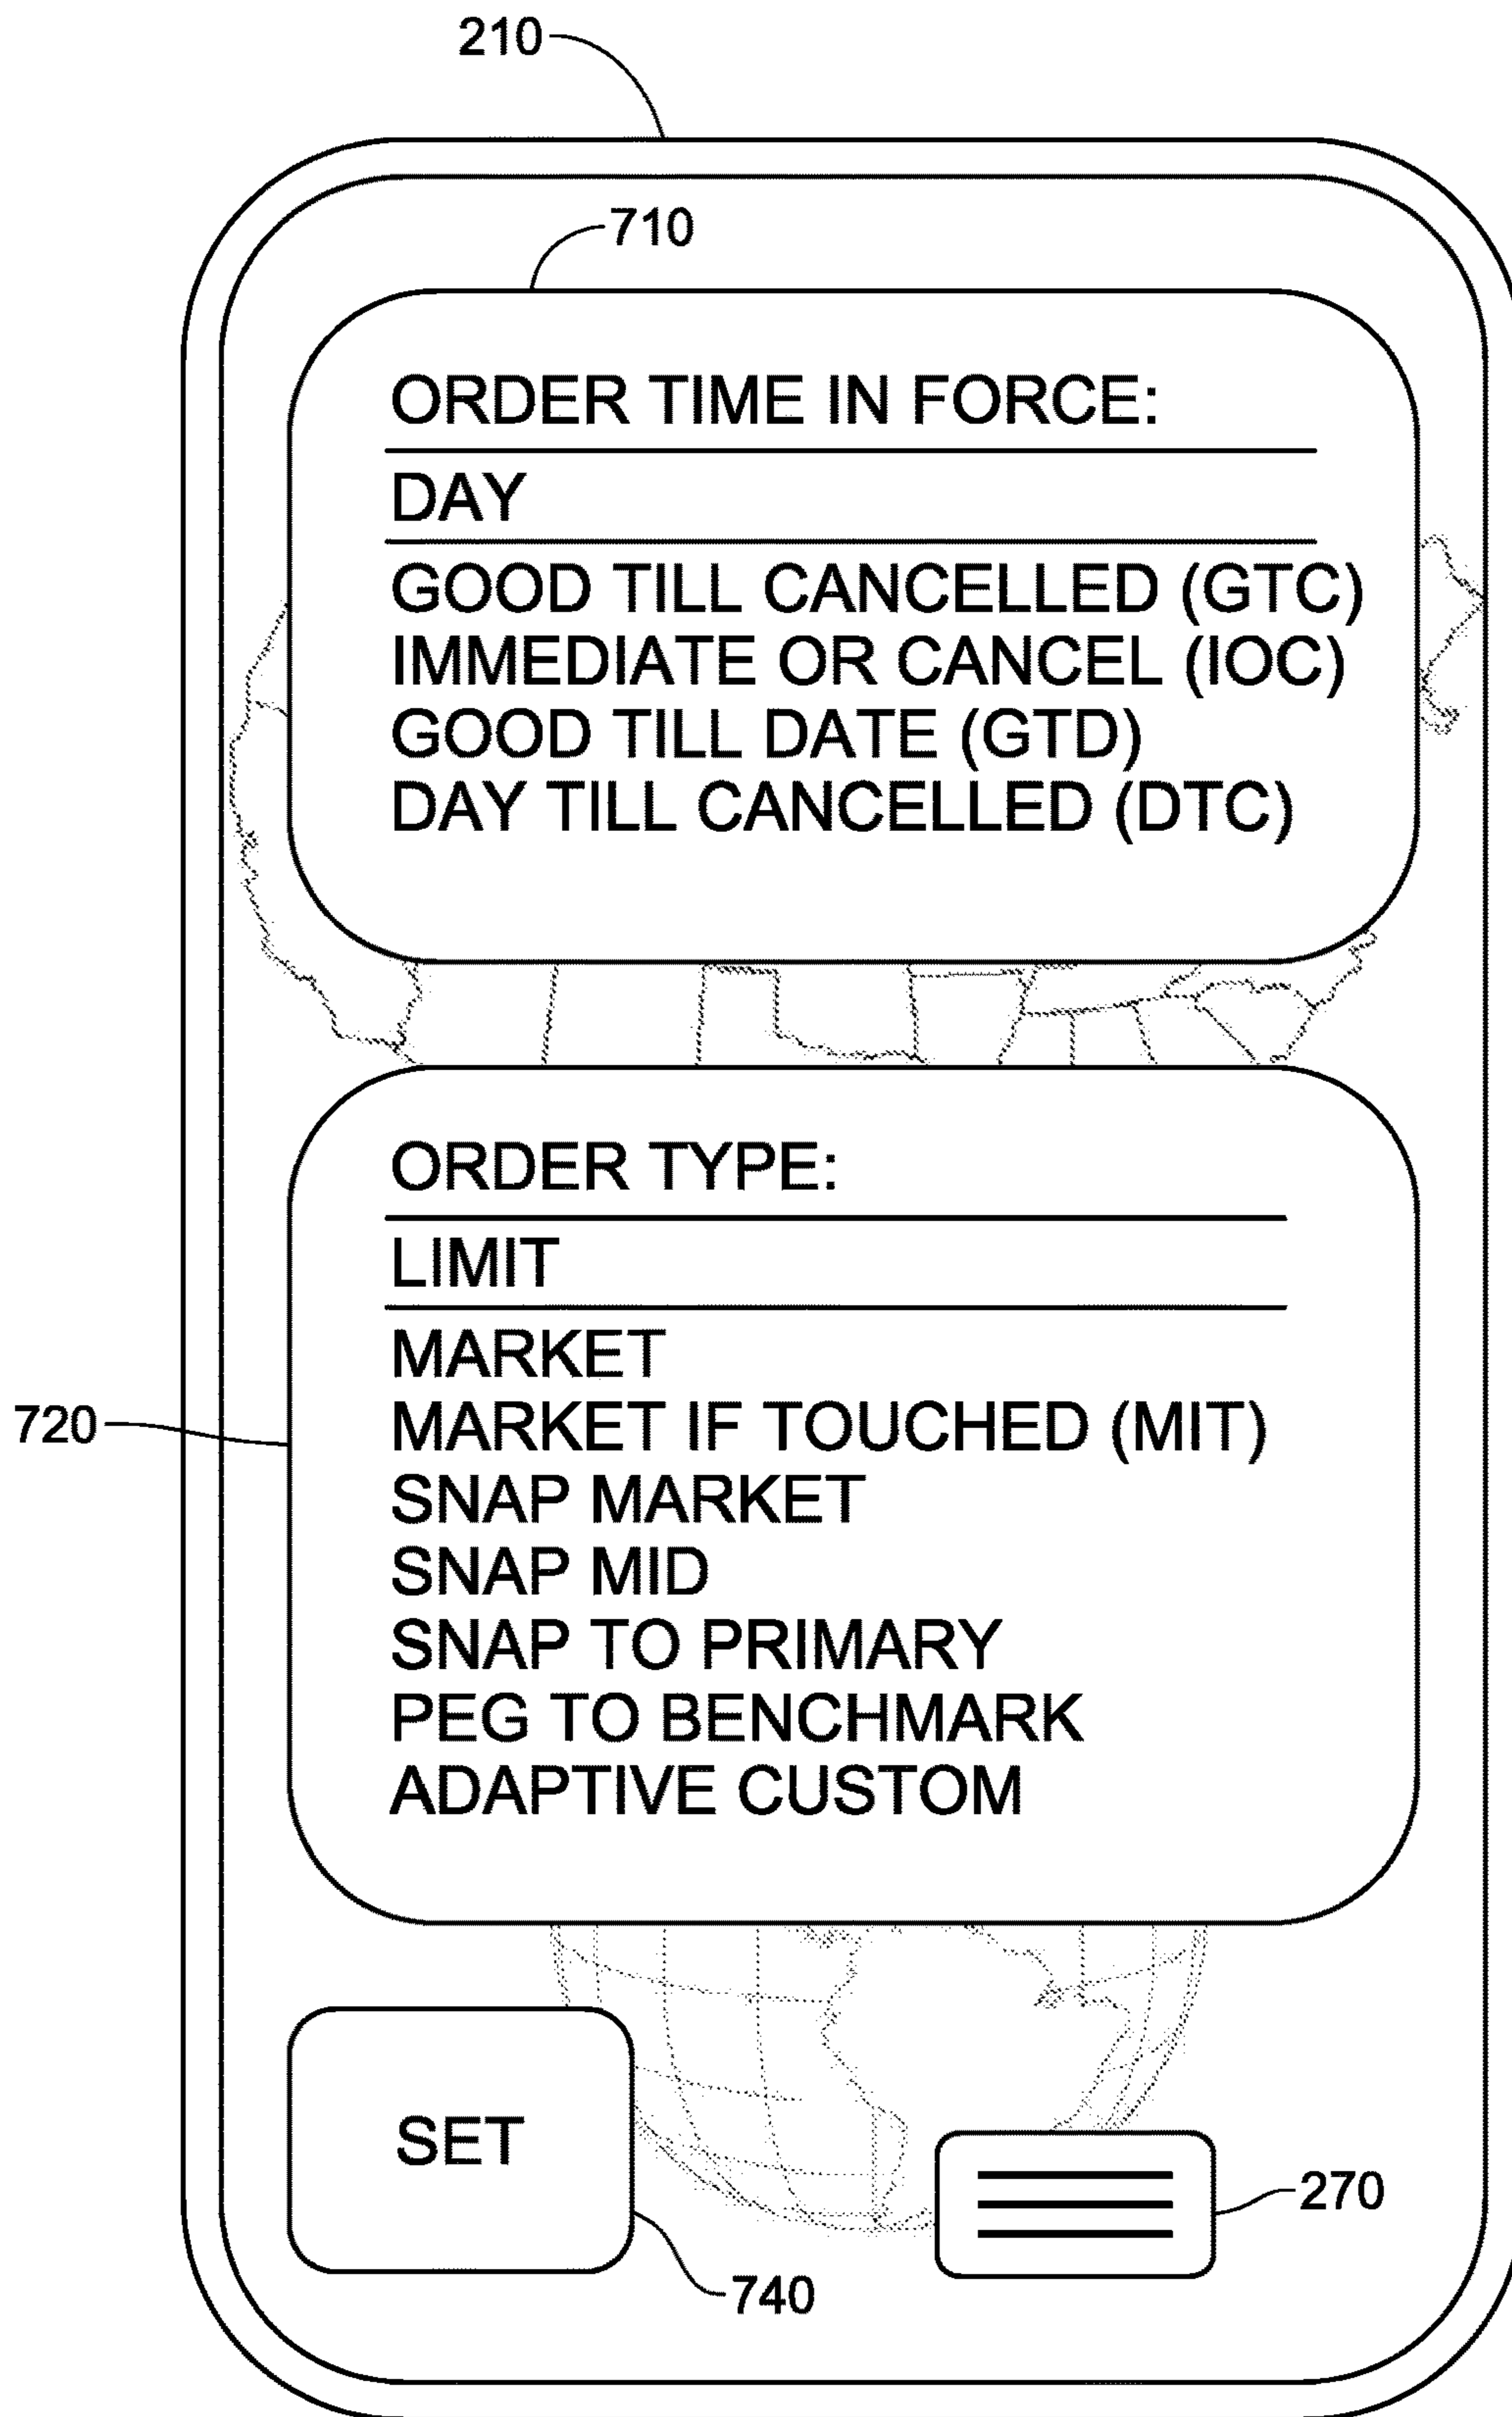 210
710
ORDER TIME IN FORCE:
DAY
GOOD TILL CANCELLED (GTC)
IMMEDIATE OR CANCEL (IOC)
GOOD TILL DATE (GTD)
DAY TILL CANCELLED (DTC)
ORDER TYPE:
LIMIT
MARKET
720
MARKET IF TOUCHED (MIT)
SNAP MARKET
SNAP MID
SNAP TO PRIMARY
PEG TO BENCHMARK
ADAPTIVE CUSTOM
SET
270
740